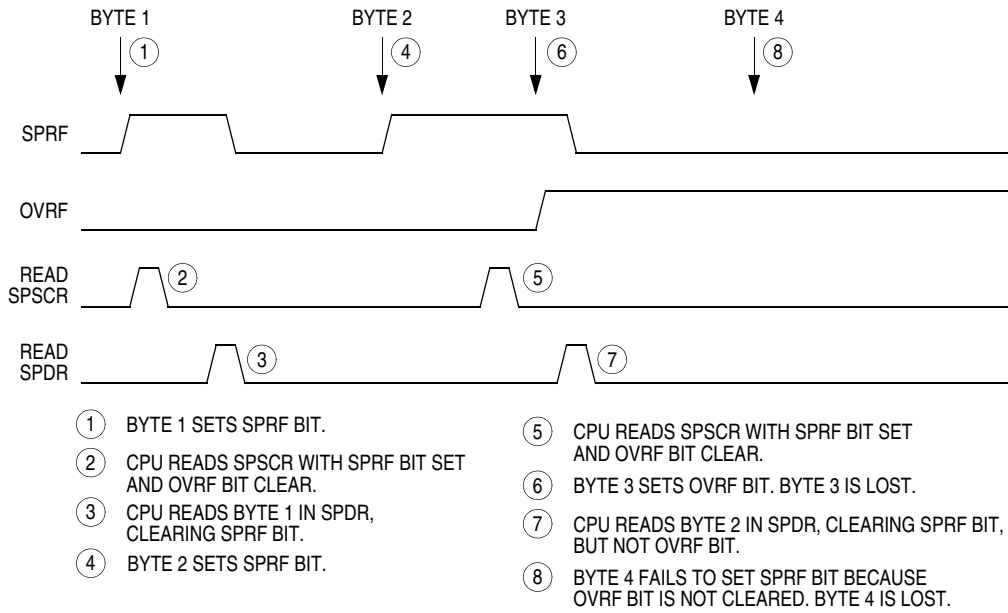 BYTE 1 BYTE 2 BYTE 3 BYTE 4
1 4 6 8
SPRF
OVRF
READ
SPSCR
2 5
READ
SPDR
3 7
1 BYTE 1 SETS SPRF BIT.
2 CPU READS SPSCR WITH SPRF BIT SET
AND OVRF BIT CLEAR.
3 CPU READS BYTE 1 IN SPDR,
CLEARING SPRF BIT.
4 BYTE 2 SETS SPRF BIT.
5 CPU READS SPSCR WITH SPRF BIT SET
AND OVRF BIT CLEAR.
6 BYTE 3 SETS OVRF BIT. BYTE 3 IS LOST.
7 CPU READS BYTE 2 IN SPDR, CLEARING SPRF BIT,
BUT NOT OVRF BIT.
8 BYTE 4 FAILS TO SET SPRF BIT BECAUSE
OVRF BIT IS NOT CLEARED. BYTE 4 IS LOST.